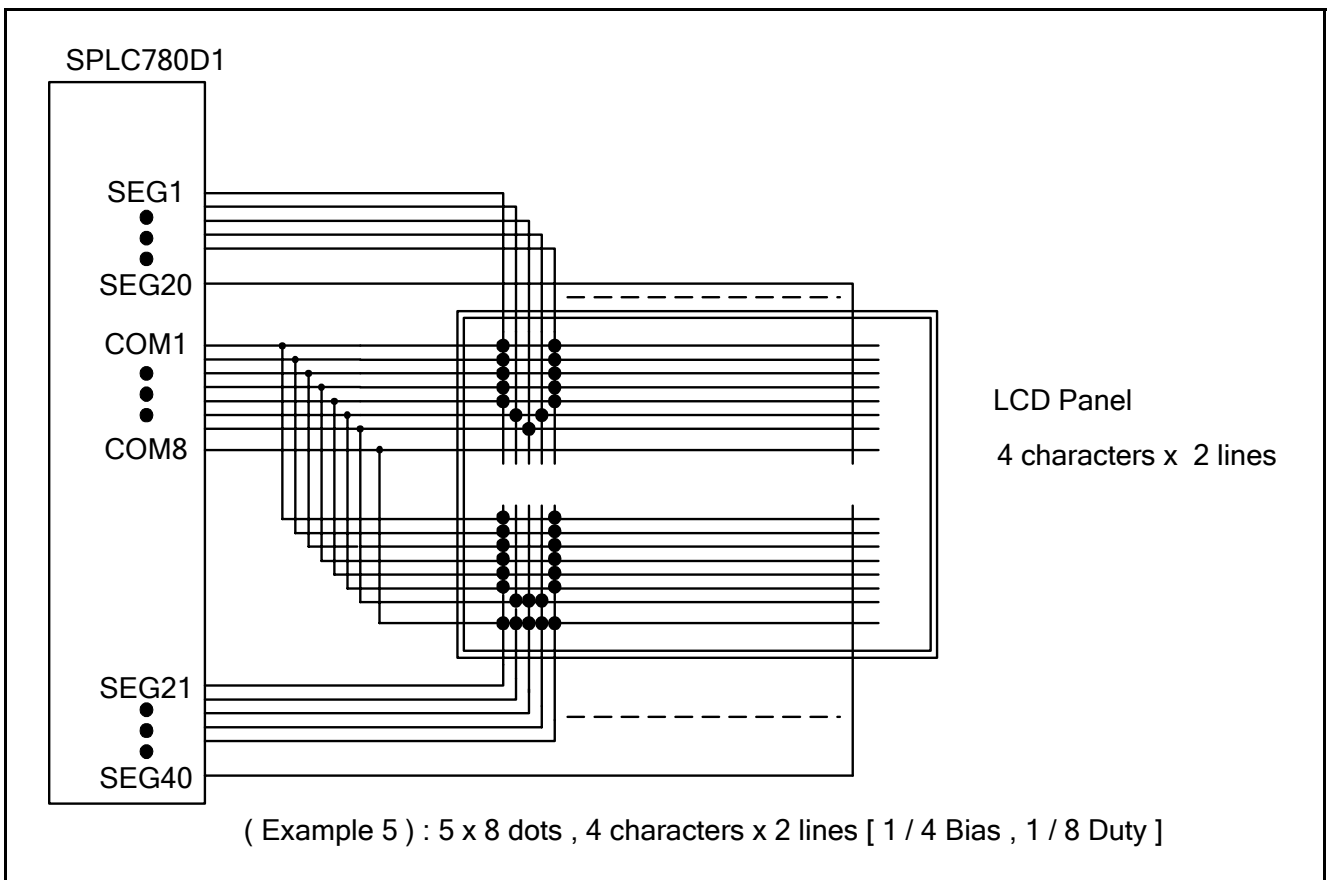 SPLC780D1
SEG1
SEG20
COM1
COM8
LCD Panel
4 characters x 2 lines
SEG21
SEG40
( Example 5 ) : 5 x 8 dots , 4 characters x 2 lines [ 1 / 4 Bias , 1 / 8 Duty ]